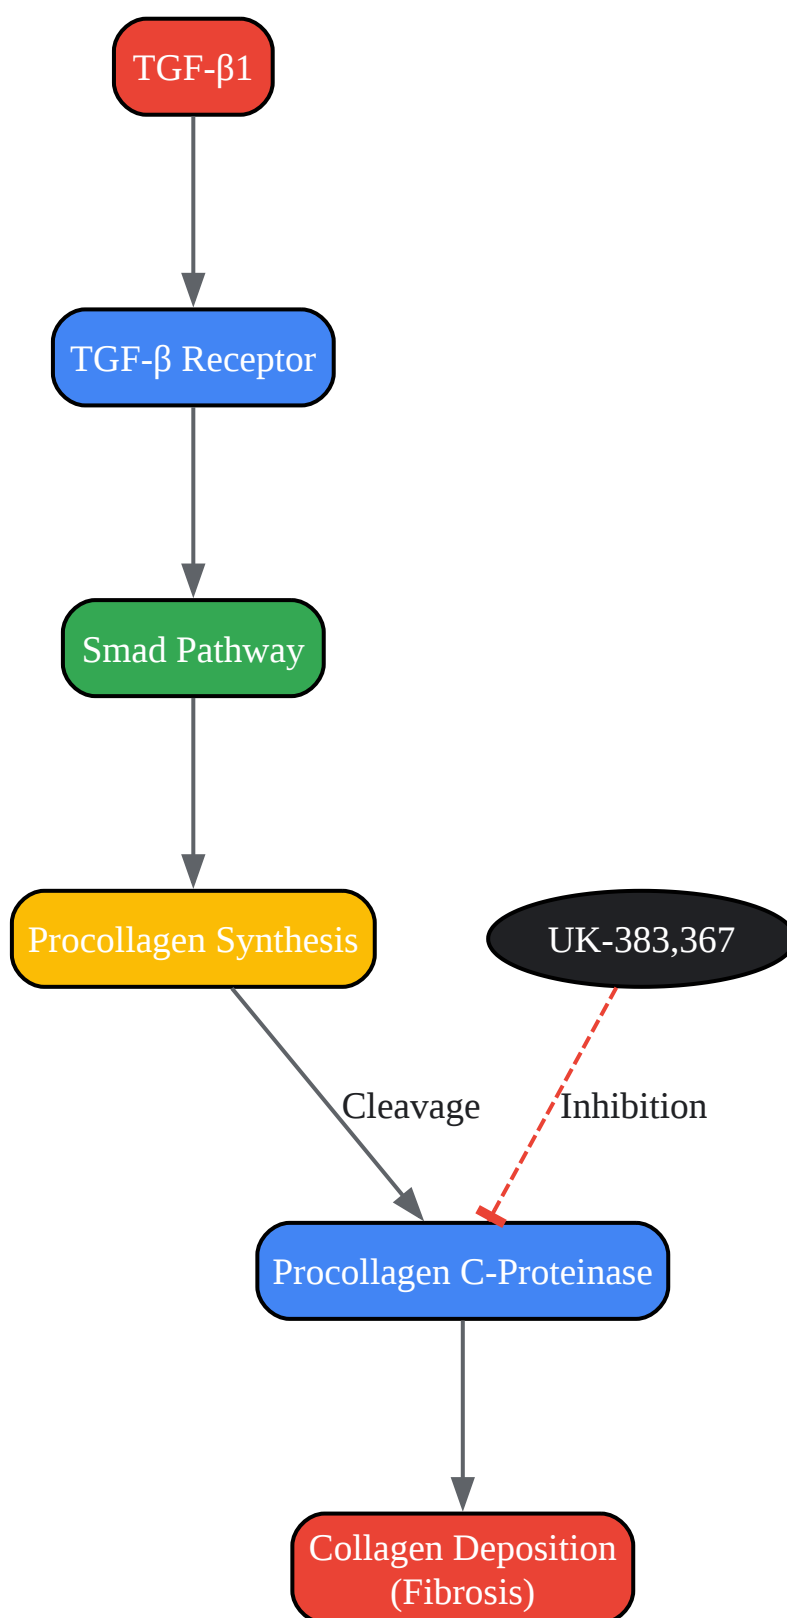 TGF-β1
TGF-β Receptor
Smad Pathway
Procollagen Synthesis
UK-383,367
Cleavage
Inhibition
Procollagen C-Proteinase
Collagen Deposition
(Fibrosis)